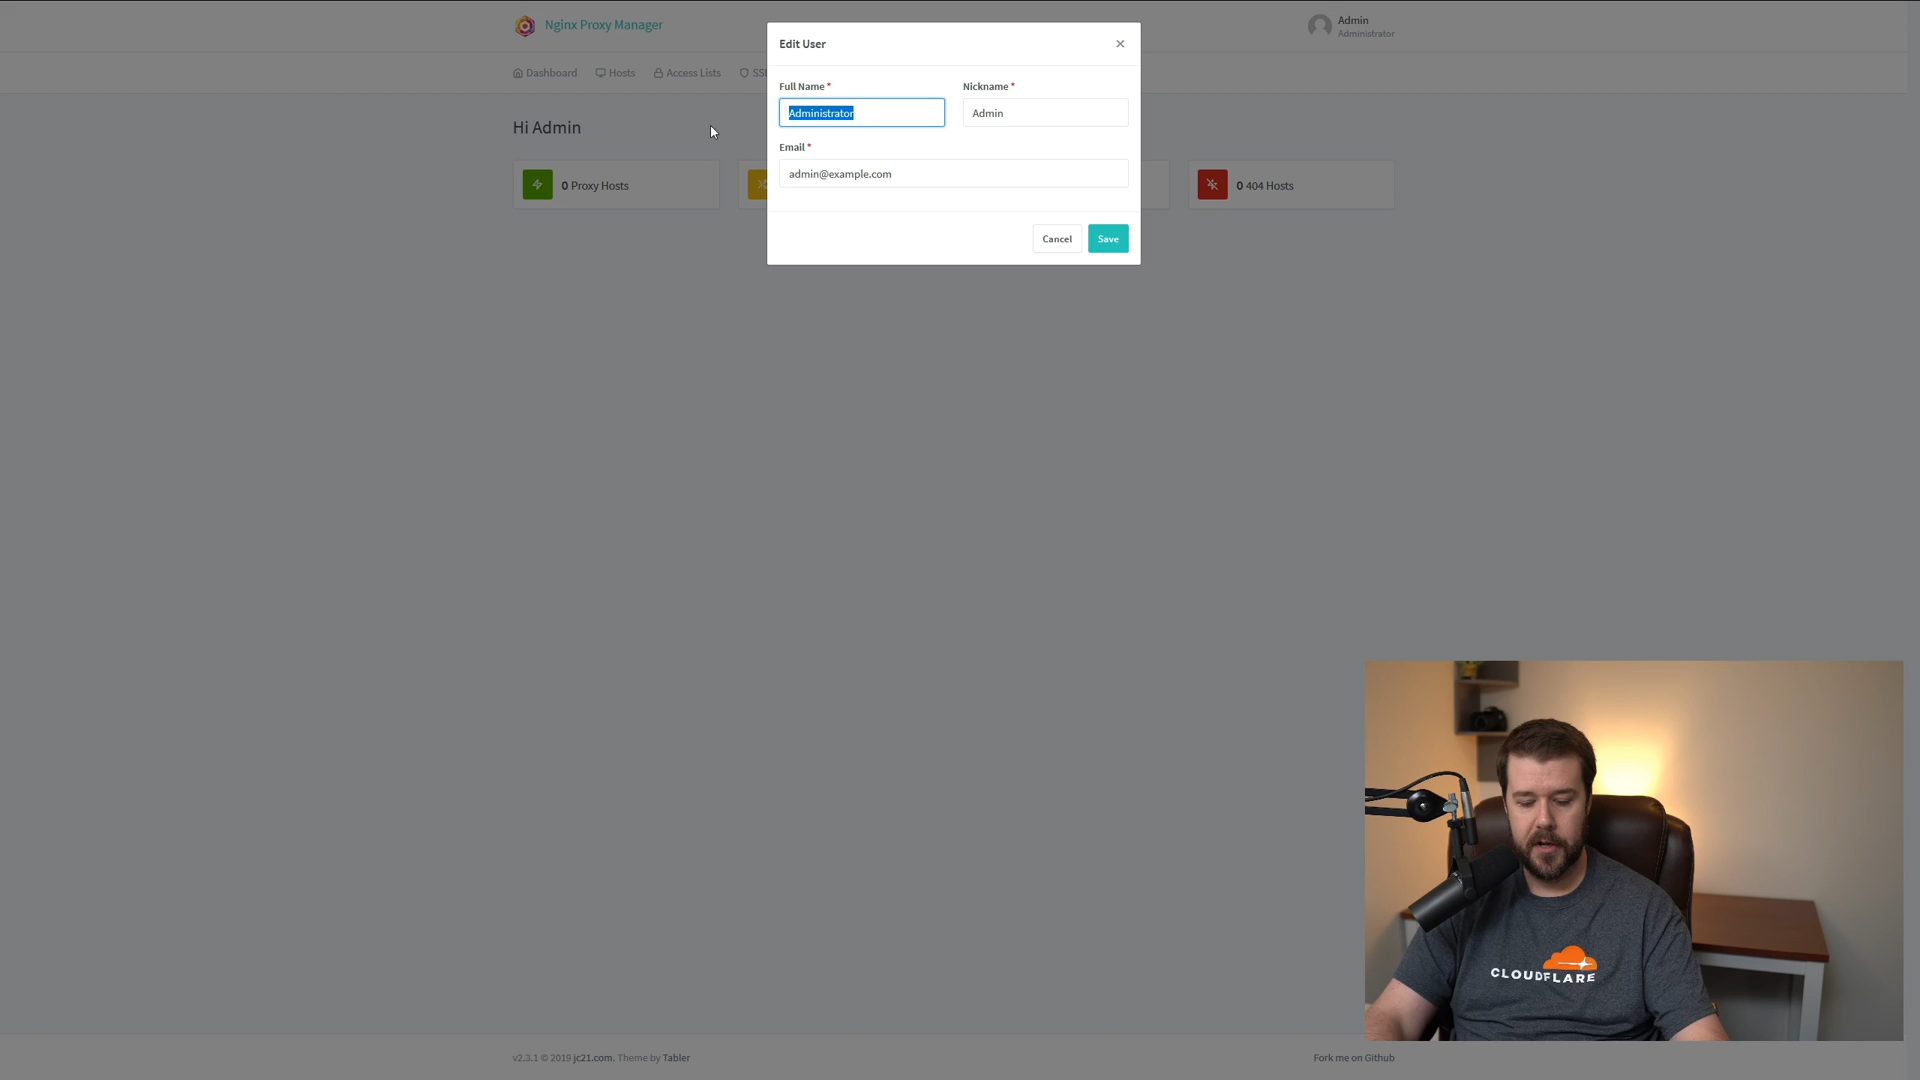 Nginx Proxy Manager
Admin
Administrator
Dashboard
Hosts
Access Lists
Hi Admin
0 Proxy Hosts
0 404 Hosts
Edit User
×
Full Name *
Nickname *
Administrator
Admin
Email *
admin@example.com
Cancel
Save
CLOUDFLARE
v2.3.1 © 2019 jc21.com. Theme by Tabler
Fork me on Github